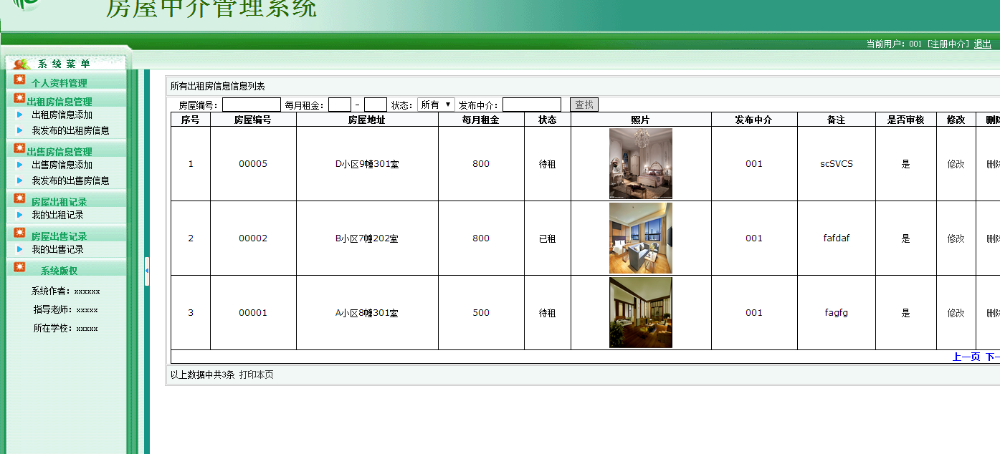 房屋中介管理系统
当前用户：001 [注册中介] 退出
系统菜单
个人资料管理
出租房信息管理
出租房信息添加
我发布的出租房信息
出售房信息管理
出售房信息添加
我发布的出售房信息
房屋出租记录
我的出租记录
房屋出售记录
我的出售记录
系统版权
系统作者：xxxxxx
指导老师：xxxxx
所在学校：xxxxx
所有出租房信息信息列表
房屋编号： 每月租金： - 状态： 所有 发布中介： 查找
序号 房屋编号 房屋地址 每月租金 状态 照片 发布中介 备注 是否审核 修改 删除
1 00005 D小区9幢301室 800 待租 001 scSVCS 是 修改 删除
2 00002 B小区7幢202室 800 已租 001 fafdaf 是 修改 删除
3 00001 A小区8幢301室 500 待租 001 fagfg 是 修改 删除
上一页 下一
以上数据中共3条 打印本页